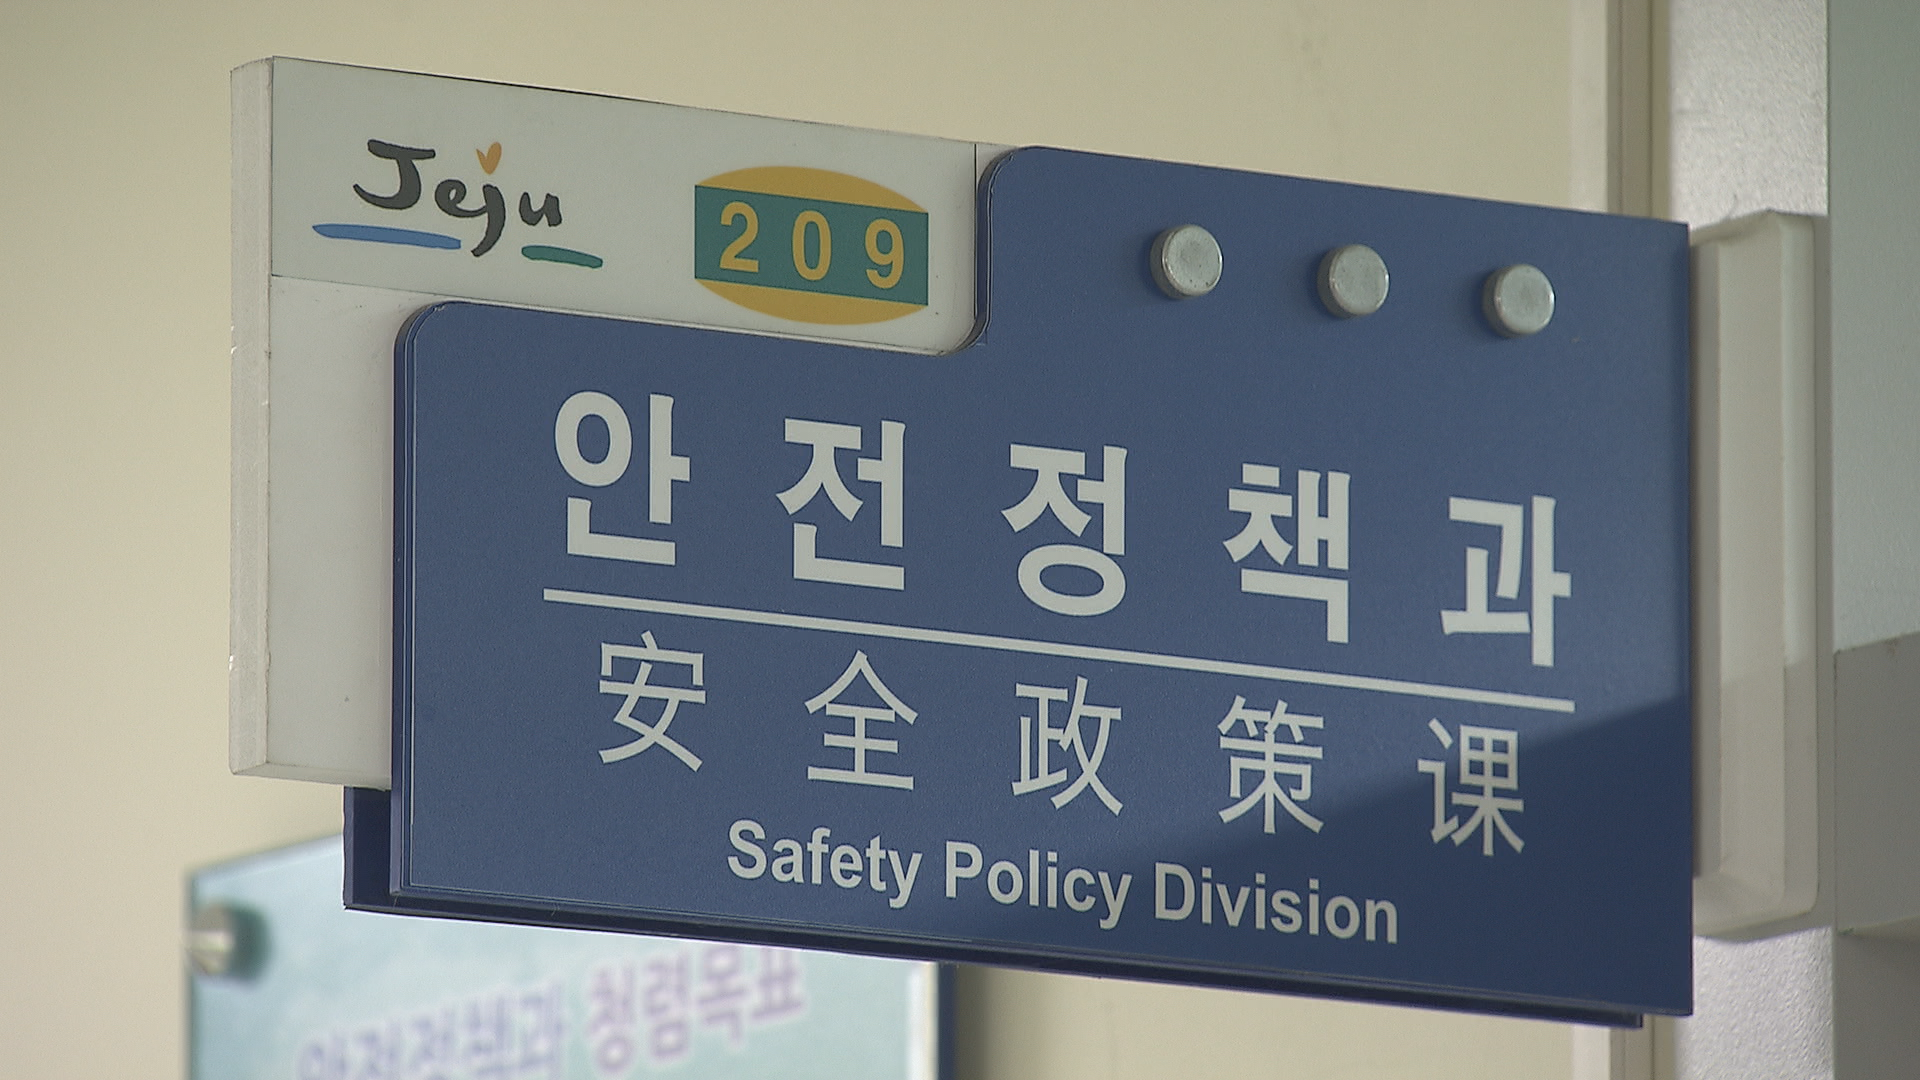 Jeju
209
안전정책과
安全政策课
Safety Policy Division
안전정책과 청렴목표